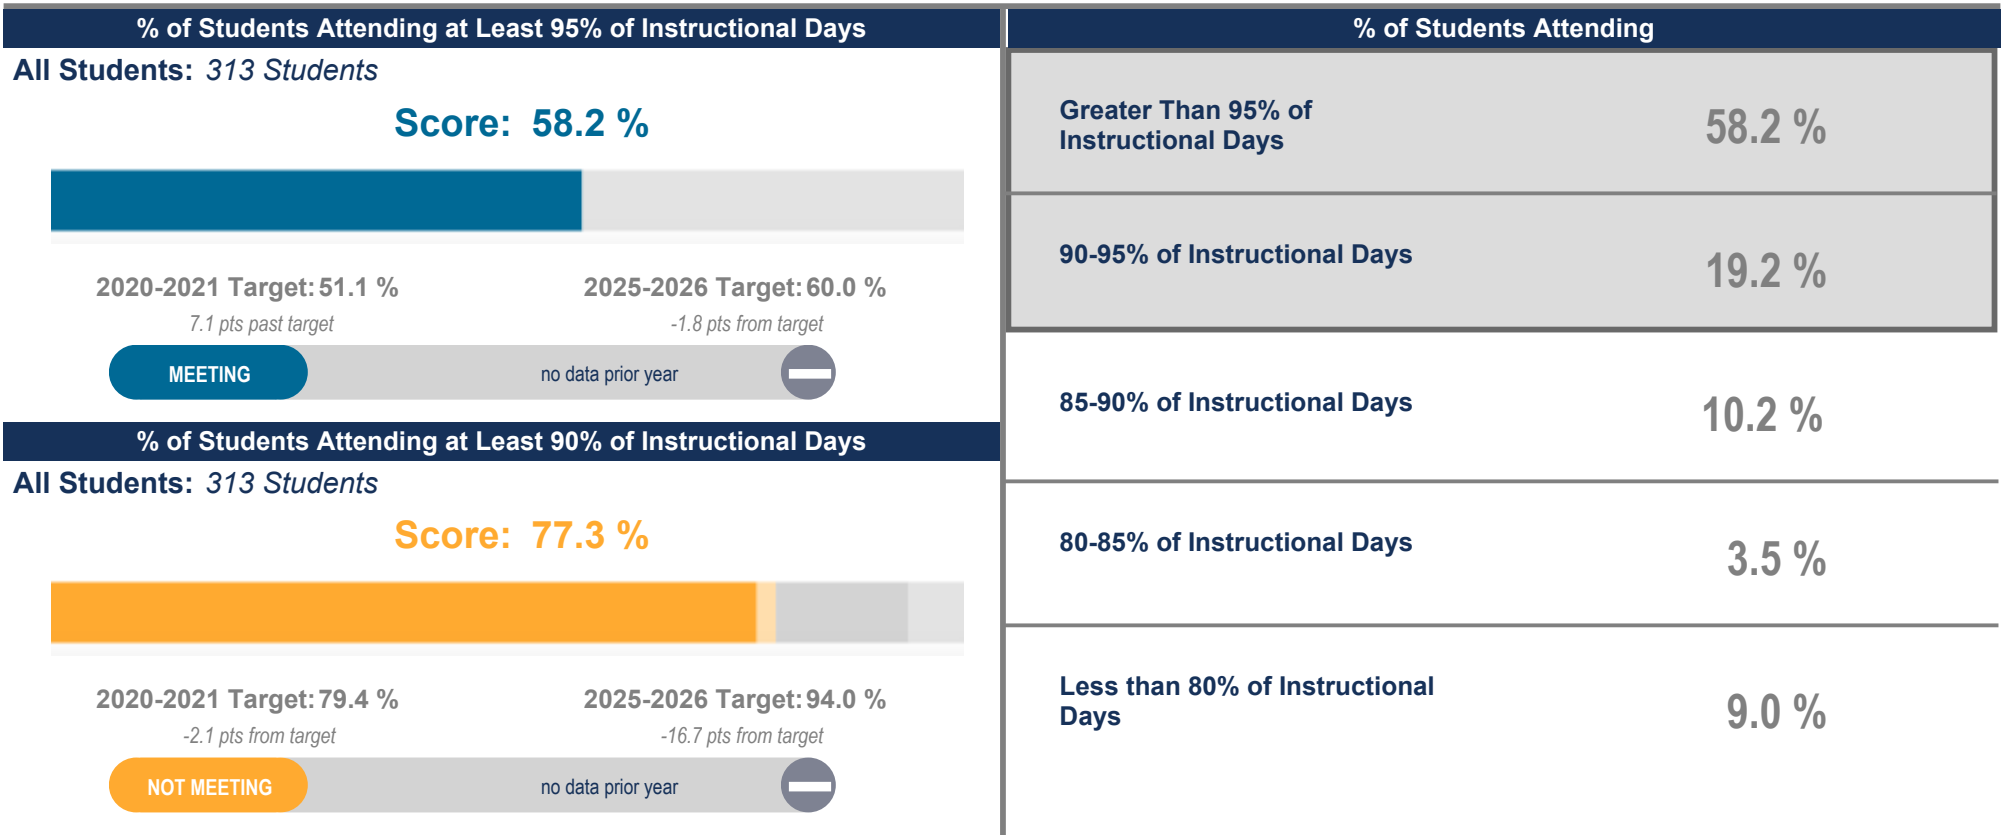 % of Students Attending at Least 95% of Instructional Days
All Students: 313 Students
Score: 58.2 %
2020-2021 Target: 51.1 %
7.1 pts past target
2025-2026 Target: 60.0 %
-1.8 pts from target
MEETING
no data prior year
% of Students Attending at Least 90% of Instructional Days
All Students: 313 Students
Score: 77.3 %
2020-2021 Target: 79.4 %
-2.1 pts from target
2025-2026 Target: 94.0 %
-16.7 pts from target
NOT MEETING
no data prior year
% of Students Attending
Greater Than 95% of
Instructional Days
58.2 %
90-95% of Instructional Days
19.2 %
85-90% of Instructional Days
10.2 %
80-85% of Instructional Days
3.5 %
Less than 80% of Instructional
Days
9.0 %